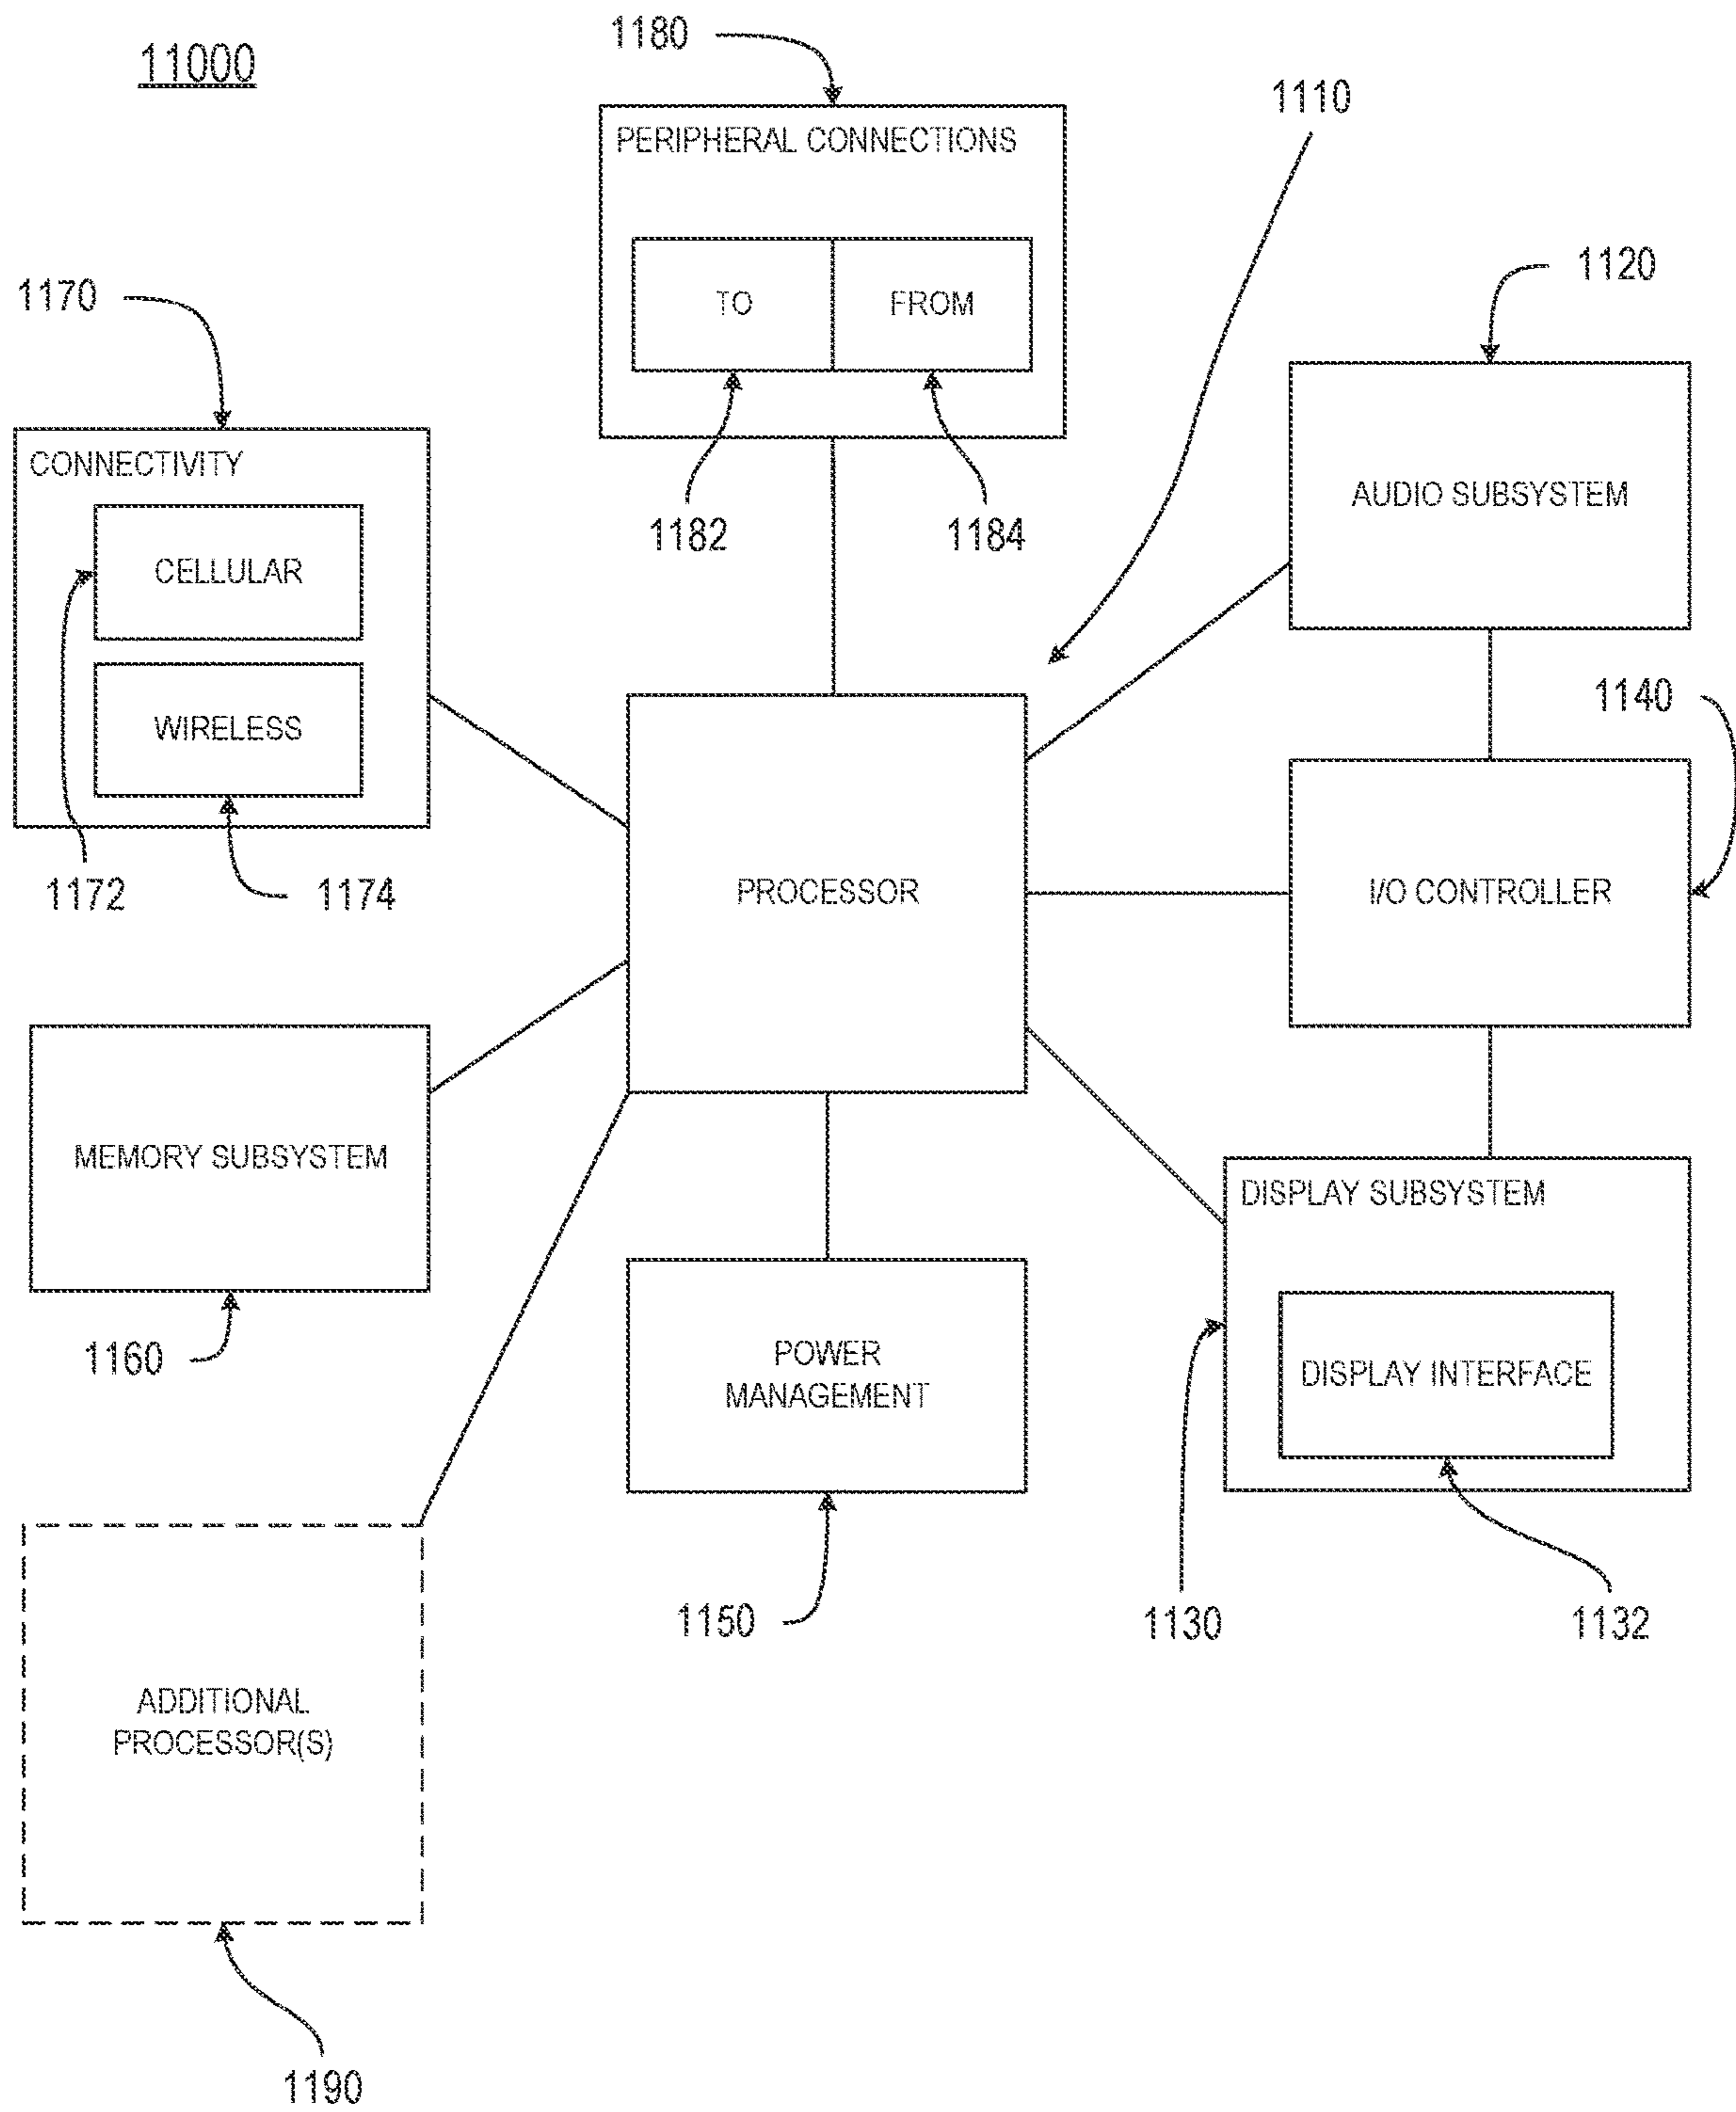 11000
1180
1110
PERIPHERAL CONNECTIONS
TO
FROM
1182
1184
1120
AUDIO SUBSYSTEM
1170
CONNECTIVITY
CELLULAR
WIRELESS
1172
1174
PROCESSOR
1140
I/O CONTROLLER
MEMORY SUBSYSTEM
1160
POWER
MANAGEMENT
1150
DISPLAY SUBSYSTEM
DISPLAY INTERFACE
1130
1132
ADDITIONAL
PROCESSOR(S)
1190